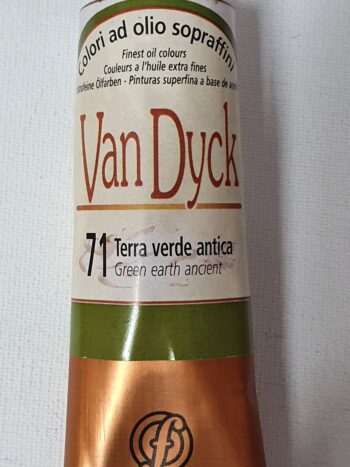 Colori ad olio sopraffini
Finest oil colours
Couleurs a l'huile extra fines
Ölfarben - Pinturas superfina a base de
Van Dyck
71 Terra verde antica
Green earth ancient